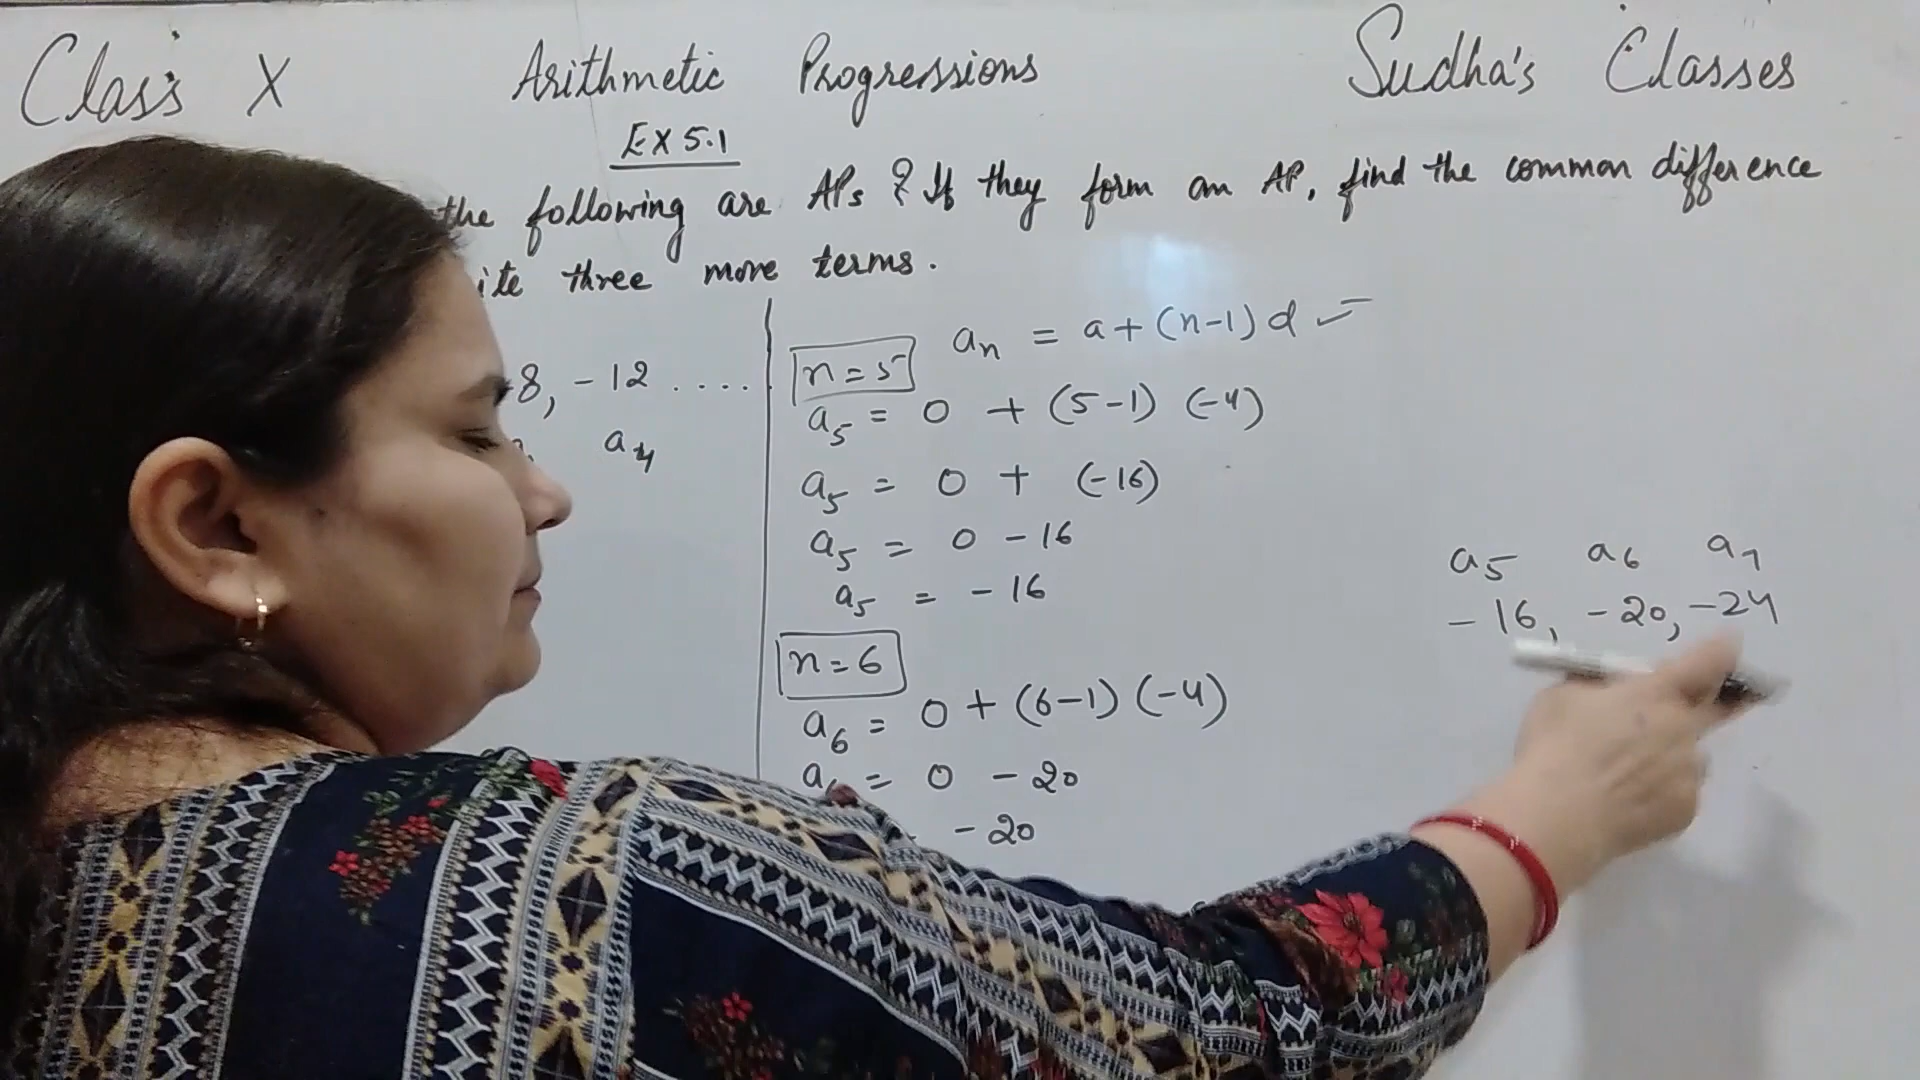 Class X Arithmetic Progressions Sudha's Classes
EX 5.1
the following are APs ? If they form an AP, find the common difference
ite three more terms.
8, -12 ....
a4
an = a + (n-1) d
n = 5
a5 = 0 + (5-1) (-4)
a5 = 0 + (-16)
a5 = 0 - 16
a5 = - 16
n = 6
a6 = 0 + (6-1) (-4)
a = 0 - 20
- 20
a5 a6 a7
- 16, - 20, - 24